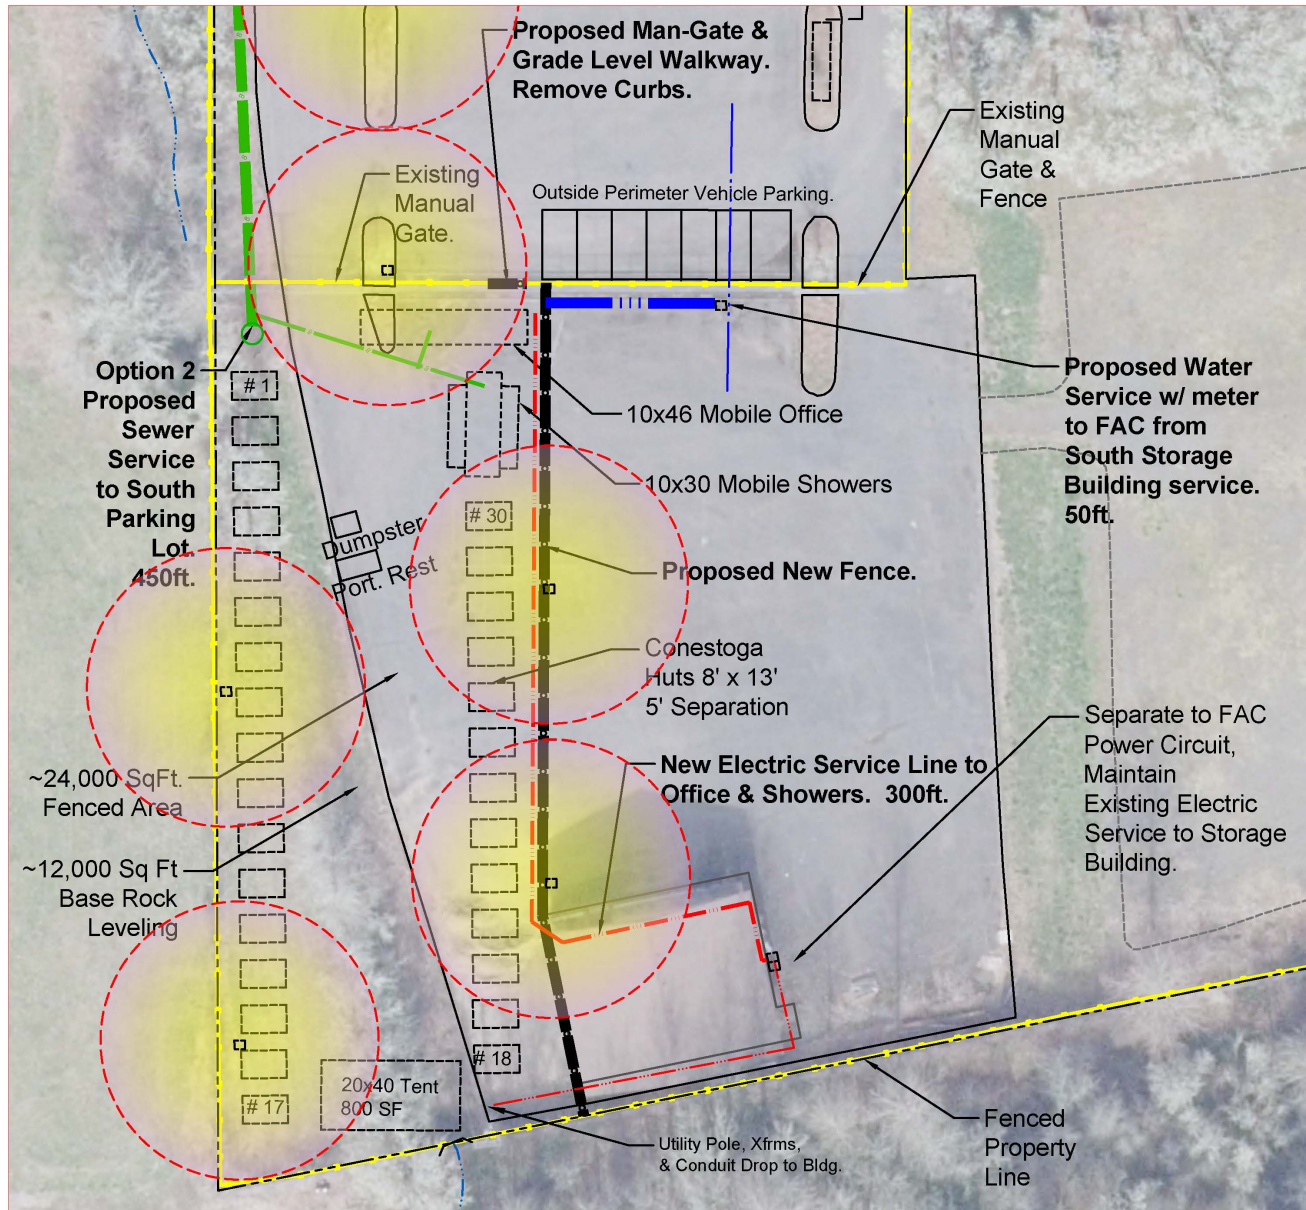 Proposed Man-Gate &
Grade Level Walkway.
Remove Curbs.
Existing
Manual
Gate &
Fence
Existing
Manual
Gate.
Outside Perimeter Vehicle Parking.
Option 2
Proposed
Sewer
Service
to South
Parking
Lot.
450ft.
# 1
10x46 Mobile Office
Proposed Water
Service w/ meter
to FAC from
South Storage
Building service.
50ft.
10x30 Mobile Showers
# 30
Dumpster
Port. Rest
Proposed New Fence.
Conestoga
Huts 8' x 13'
5' Separation
~24,000 SqFt.
Fenced Area
New Electric Service Line to
Office & Showers. 300ft.
Separate to FAC
Power Circuit,
Maintain
Existing Electric
Service to Storage
Building.
~12,000 Sq Ft
Base Rock
Leveling
# 18
20x40 Tent
800 SF
# 17
Utility Pole, Xfrms,
& Conduit Drop to Bldg.
Fenced
Property
Line